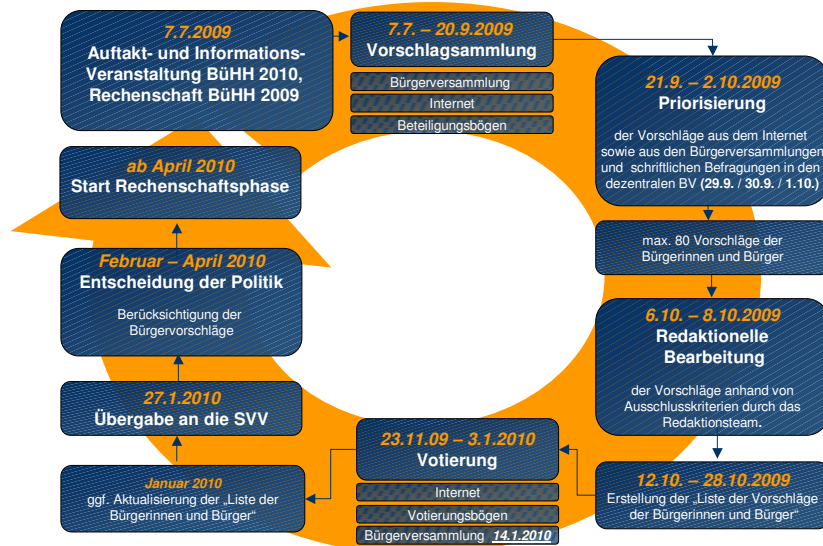 7.7.2009
Auftakt- und Informations-
Veranstaltung BüHH 2010,
Rechenschaft BüHH 2009
7.7. – 20.9.2009
Vorschlagsammlung
Bürgerversammlung
Internet
Beteiligungsbögen
21.9. – 2.10.2009
Priorisierung
der Vorschläge aus dem Internet
sowie aus den Bürgerversammlungen
und schriftlichen Befragungen in den
dezentralen BV (29.9. / 30.9. / 1.10.)
max. 80 Vorschläge der
Bürgerinnen und Bürger
6.10. – 8.10.2009
Redaktionelle
Bearbeitung
der Vorschläge anhand von
Ausschlusskriterien durch das
Redaktionsteam.
12.10. – 28.10.2009
Erstellung der „Liste der Vorschläge
der Bürgerinnen und Bürger“
23.11.09 – 3.1.2010
Votierung
Internet
Votierungsbögen
Bürgerversammlung 14.1.2010
Januar 2010
ggf. Aktualisierung der „Liste der
Bürgerinnen und Bürger“
27.1.2010
Übergabe an die SVV
Februar – April 2010
Entscheidung der Politik
Berücksichtigung der
Bürgervorschläge
ab April 2010
Start Rechenschaftsphase